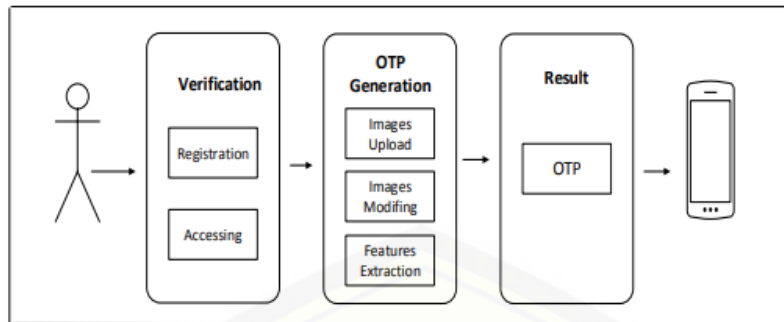 Verification
Registration
Accessing
OTP
Generation
Images
Upload
Images
Modifing
Features
Extraction
Result
OTP